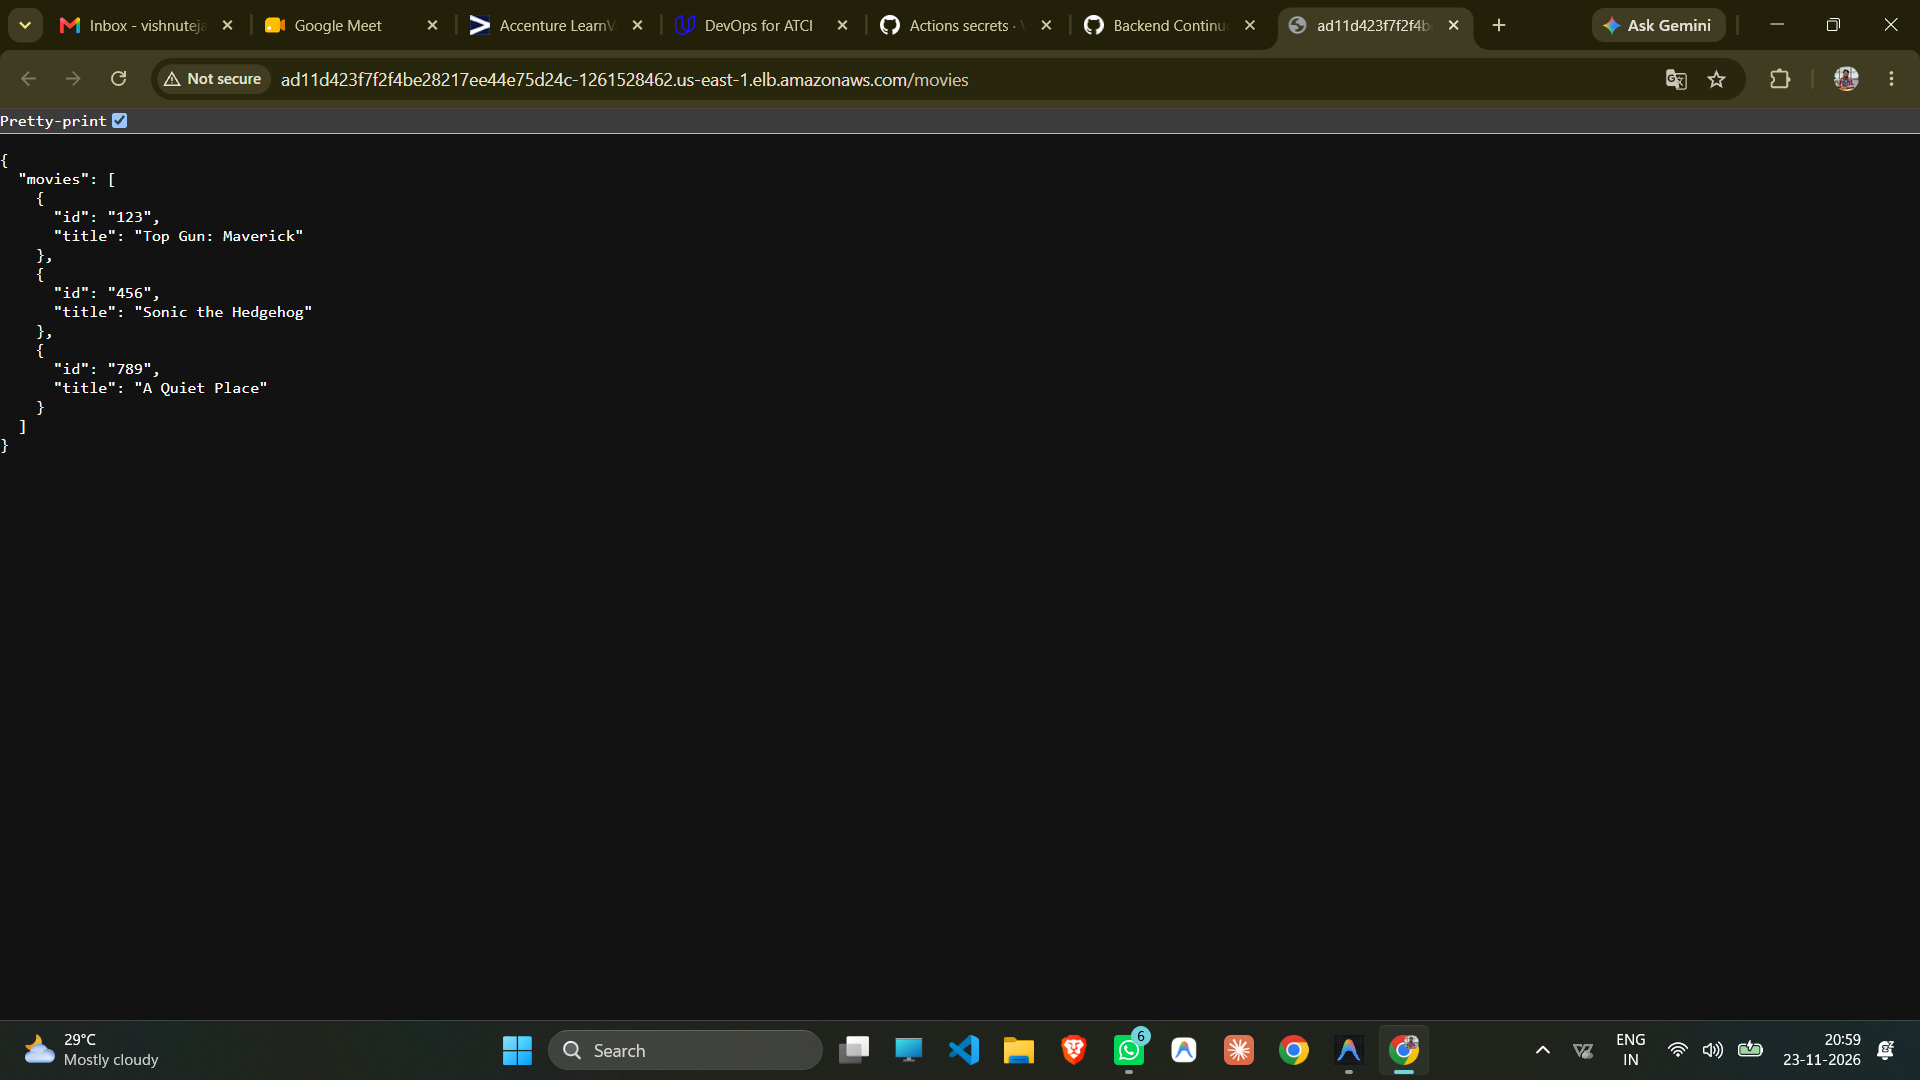 Inbox - vishnuteja
Google Meet
Accenture LearnV
DevOps for ATCI
Actions secrets ·
Backend Continu
ad11d423f7f2f4b
Ask Gemini
Not secure
ad11d423f7f2f4be28217ee44e75d24c-1261528462.us-east-1.elb.amazonaws.com/movies
Pretty-print
{
"movies": [
{
"id": "123",
"title": "Top Gun: Maverick"
},
{
"id": "456",
"title": "Sonic the Hedgehog"
},
{
"id": "789",
"title": "A Quiet Place"
}
]
}
29°C
Mostly cloudy
Search
6
ENG
IN
20:59
23-11-2026